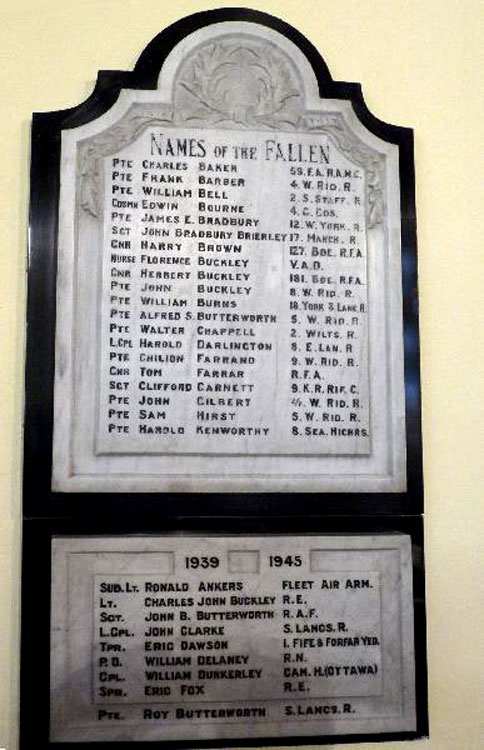 NAMES OF THE FALLEN
PTE CHARLES BAKER 59. F.A. R.A.M.C.
PTE FRANK BARBER 4. W. RID. R.
PTE WILLIAM BELL 2. S. STAFF. R
EDWIN BOURNE 4. C. GDS.
PTE JAMES E. BRADBURY 12. W. YORK. R.
SGT JOHN BRADBURY BRIERLEY 17. MANCH. R.
GNR HARRY BROWN 127. BDE. R.F.A
NURSE FLORENCE BUCKLEY V.A.D.
GNR HERBERT BUCKLEY 181. BDE. R.F.A.
PTE JOHN BUCKLEY 8. W. RID. R.
PTE WILLIAM BURNS 18. YORK & LANC. R.
PTE ALFRED S. BUTTERWORTH 5. W. RID. R.
PTE WALTER CHAPPELL 2. WILTS. R.
L.CPL HAROLD DARLINGTON 8. E. LAN. R
PTE CHILION FARRAND 9. W. RID. R.
GNR TOM FARRAR R.F.A.
SGT CLIFFORD GARNETT 9. K.R. RIF. C.
PTE JOHN GILBERT 2/7. W. RID. R.
PTE SAM HIRST 5. W. RID. R.
PTE HAROLD KENWORTHY 8. SEA. HIGHRS.
1939 1945
SUB. LT. RONALD ANKERS FLEET AIR ARM.
LT. CHARLES JOHN BUCKLEY R.E.
SGT. JOHN B. BUTTERWORTH R.A.F.
L.CPL. JOHN CLARKE S. LANCS. R.
TPR. ERIC DAWSON 1. FIFE & FORFAR YEO.
P.O. WILLIAM DELANEY R.N.
CPL. WILLIAM DUNKERLEY CAM. H. (OTTAWA)
SPR. ERIC FOX R.E.
PTE. ROY BUTTERWORTH S. LANCS. R.